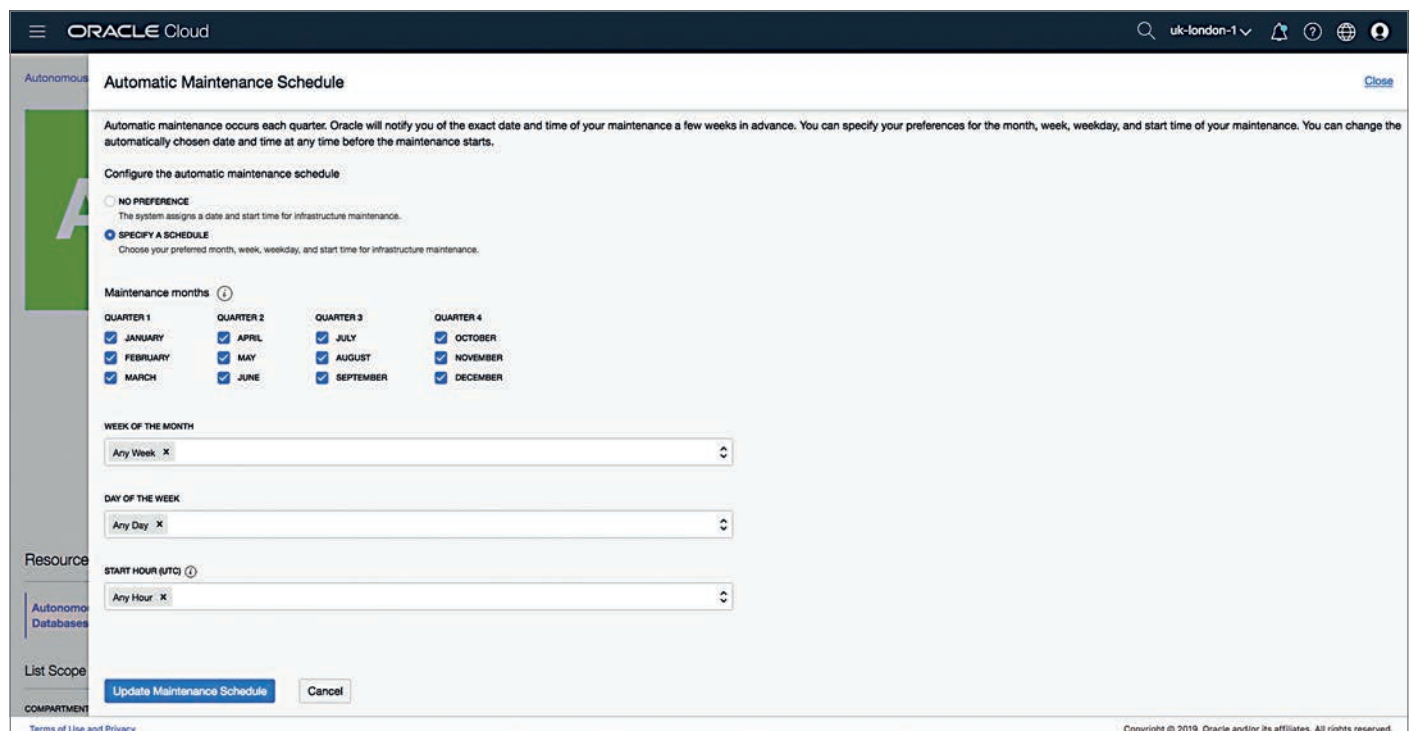 ORACLE Cloud
uk-london-1
Autonomous
Automatic Maintenance Schedule
Close
A
Automatic maintenance occurs each quarter. Oracle will notify you of the exact date and time of your maintenance a few weeks in advance. You can specify your preferences for the month, week, weekday, and start time of your maintenance. You can change the
automatically chosen date and time at any time before the maintenance starts.
Configure the automatic maintenance schedule
NO PREFERENCE
The system assigns a date and start time for infrastructure maintenance.
SPECIFY A SCHEDULE
Choose your preferred month, week, weekday, and start time for infrastructure maintenance.
Maintenance months
QUARTER 1 QUARTER 2 QUARTER 3 QUARTER 4
JANUARY APRIL JULY OCTOBER
FEBRUARY MAY AUGUST NOVEMBER
MARCH JUNE SEPTEMBER DECEMBER
WEEK OF THE MONTH
Any Week ×
DAY OF THE WEEK
Any Day ×
Resource
START HOUR (UTC)
Any Hour ×
Autonomo
Databases
List Scope
Update Maintenance Schedule Cancel
COMPARTMENT
Terms of Use and Privacy
Copyright © 2019, Oracle and/or its affiliates. All rights reserved.